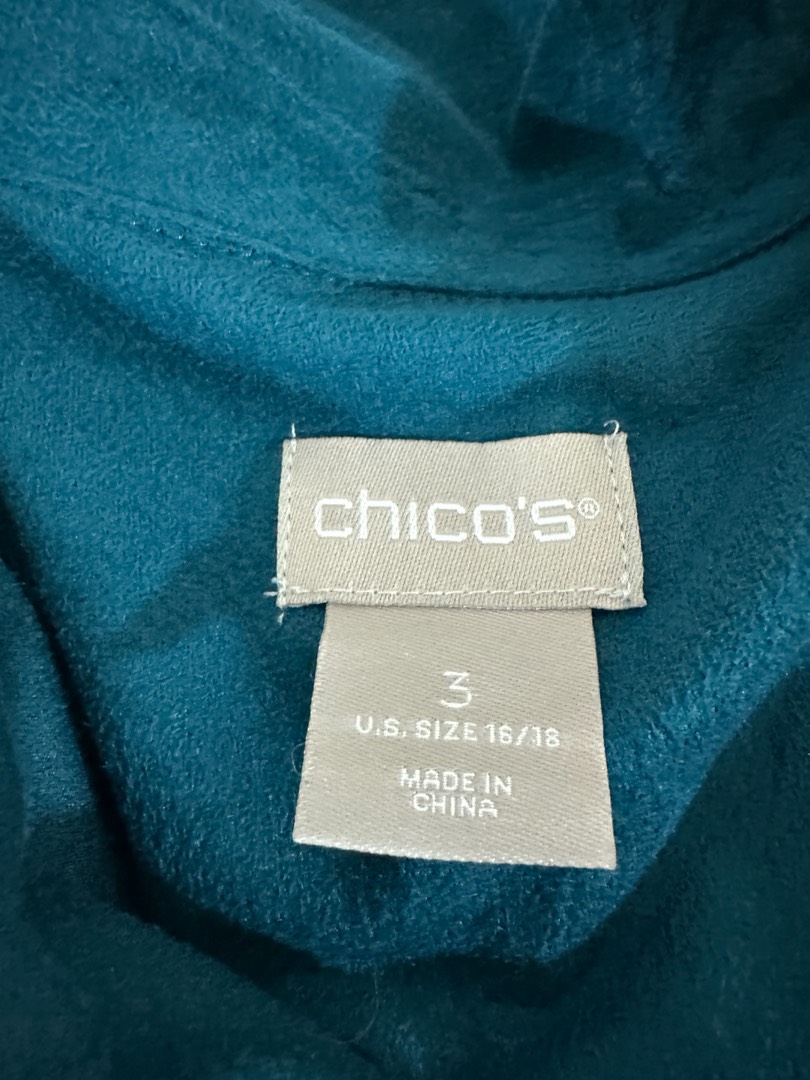 chico's®
3
U.S. SIZE 16/18
MADE IN
CHINA